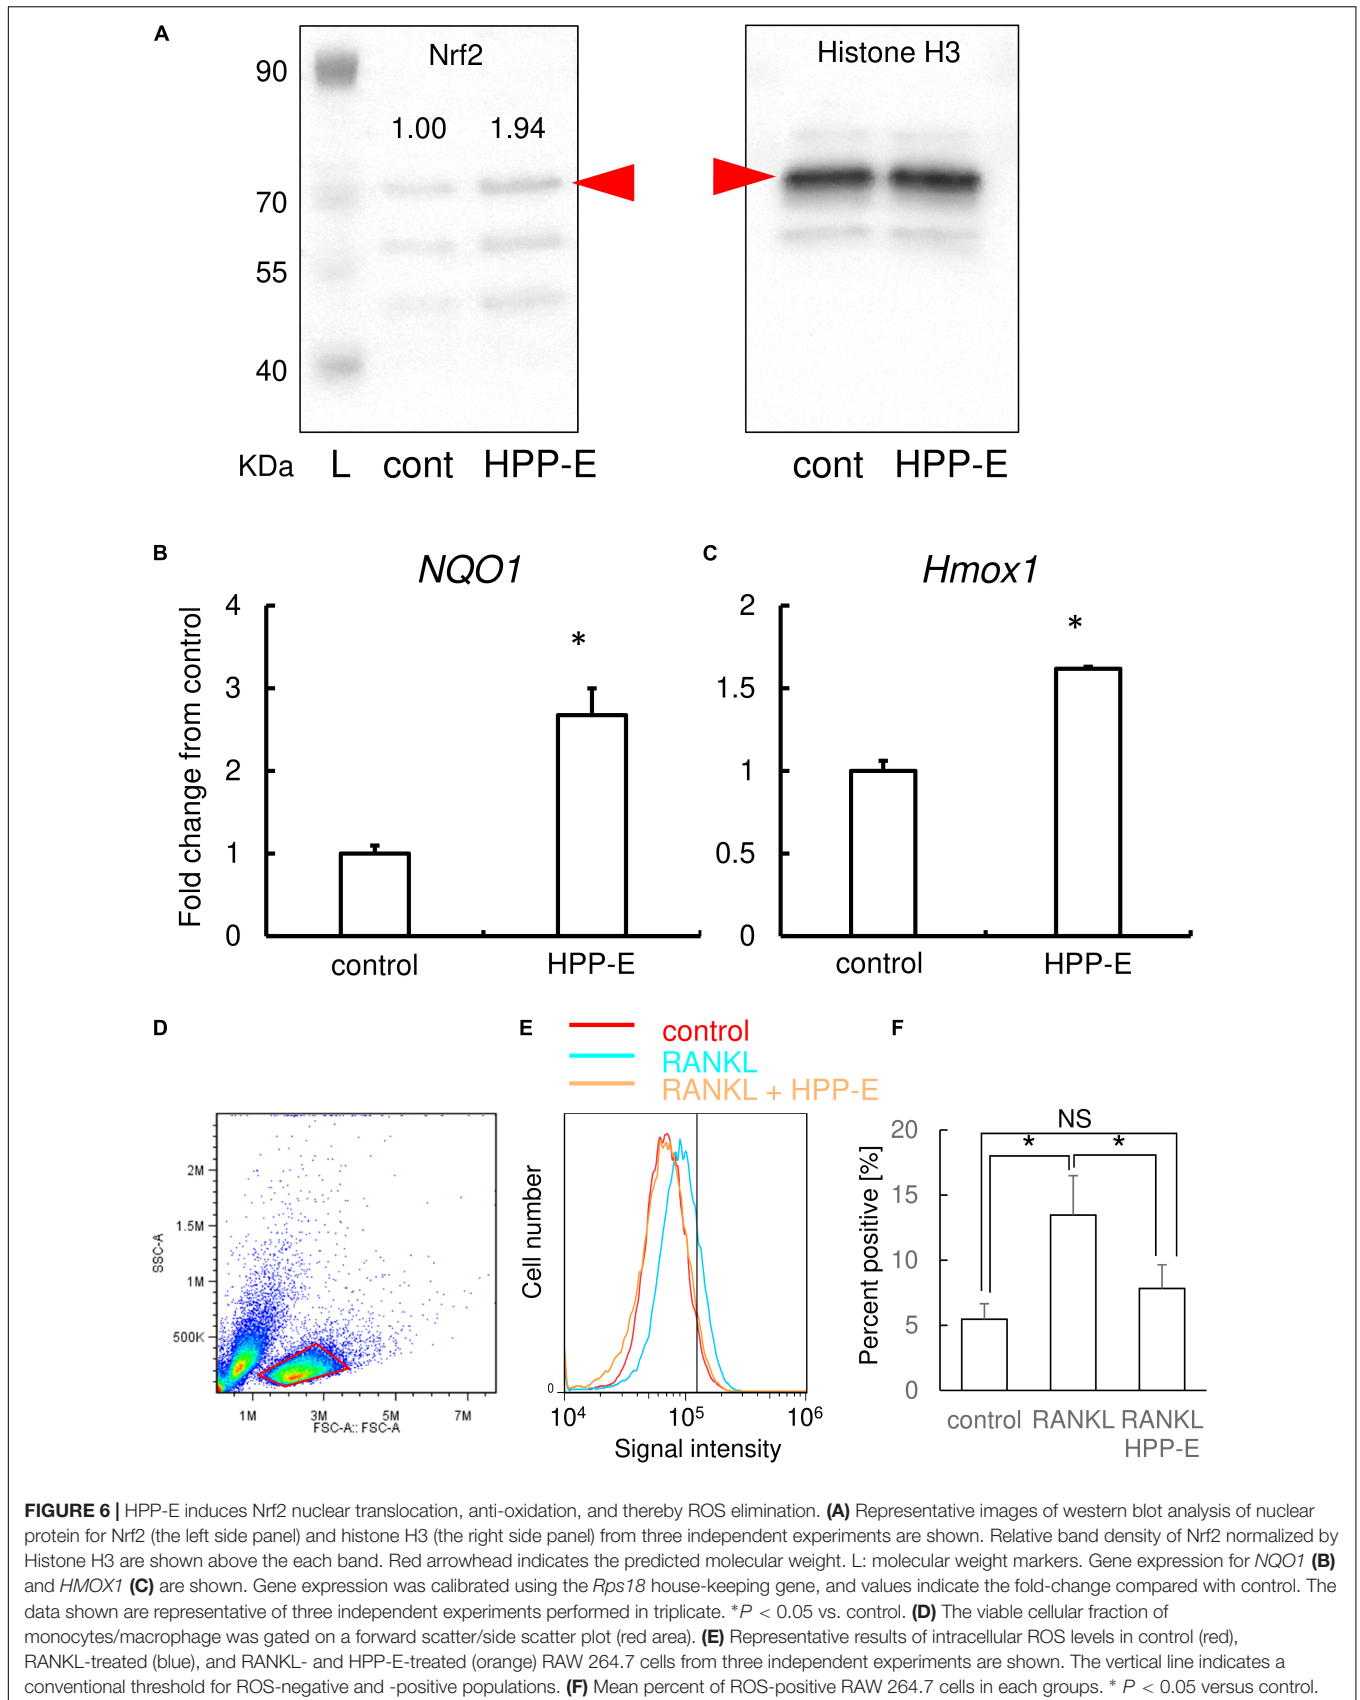 A
Nrf2
Histone H3
90
1.00 1.94
70
55
40
KDa L cont HPP-E
cont HPP-E
B
NQO1
Fold change from control
4
3
2
1
0
control HPP-E
C
Hmox1
2
*
1.5
1
0.5
0
control HPP-E
*
D
SSC-A
2M
1.5M
1M
500K
1M 3M 5M 7M
FSC-A:: FSC-A
E
control
RANKL
RANKL + HPP-E
Cell number
0
10⁴ 10⁵ 10⁶
Signal intensity
F
NS
* *
Percent positive [%]
20
15
10
5
0
control RANKL RANKL
HPP-E
FIGURE 6 | HPP-E induces Nrf2 nuclear translocation, anti-oxidation, and thereby ROS elimination. (A) Representative images of western blot analysis of nuclear
protein for Nrf2 (the left side panel) and histone H3 (the right side panel) from three independent experiments are shown. Relative band density of Nrf2 normalized by
Histone H3 are shown above the each band. Red arrowhead indicates the predicted molecular weight. L: molecular weight markers. Gene expression for NQO1 (B)
and HMOX1 (C) are shown. Gene expression was calibrated using the Rps18 house-keeping gene, and values indicate the fold-change compared with control. The
data shown are representative of three independent experiments performed in triplicate. *P < 0.05 vs. control. (D) The viable cellular fraction of
monocytes/macrophage was gated on a forward scatter/side scatter plot (red area). (E) Representative results of intracellular ROS levels in control (red),
RANKL-treated (blue), and RANKL- and HPP-E-treated (orange) RAW 264.7 cells from three independent experiments are shown. The vertical line indicates a
conventional threshold for ROS-negative and -positive populations. (F) Mean percent of ROS-positive RAW 264.7 cells in each groups. * P < 0.05 versus control.